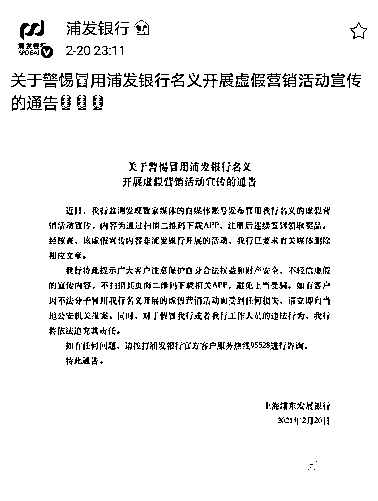 浦发银行
浦发银行
SPDBANK
2-20 23:11
关于警惕冒用浦发银行名义开展虚假营销活动宣传
的通告
关于警惕冒用浦发银行名义
开展虚假营销活动宣传的通告
近日,我行监测发现数家媒体的自媒体账号发布冒用我行名义的虚假营
销活动宣传,内容为通过扫描二维码下载APP、注册后连续签到领取奖品。
经核查,该虚假宣传内容非浦发银行开展的活动,我行已要求相关媒体删除
相应文章。
我行特此提示广大客户注意保护自身合法权益和财产安全,不轻信虚假
的宣传内容,不扫描其页面二维码下载相关APP,避免上当受骗。如有客户
因不法分子冒用我行名义开展的虚假营销活动而受到任何损失,请立即向当
地公安机关报案。同时,对于假冒我行或者我行工作人员的违法行为,我行
将依法追究其责任。
如有任何问题,请拨打浦发银行官方客户服务热线95528进行咨询。
特此通告。
上海浦东发展银行
2021年2月20日